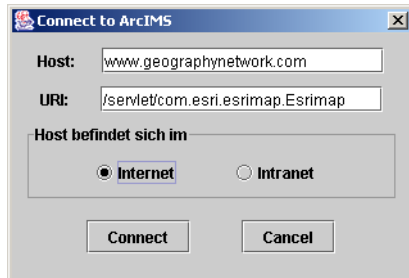 Connect to ArcIMS
Host: www.geographynetwork.com
URI: /servlet/com.esri.esrimap.Esrimap
Host befindet sich im
Internet Intranet
Connect Cancel